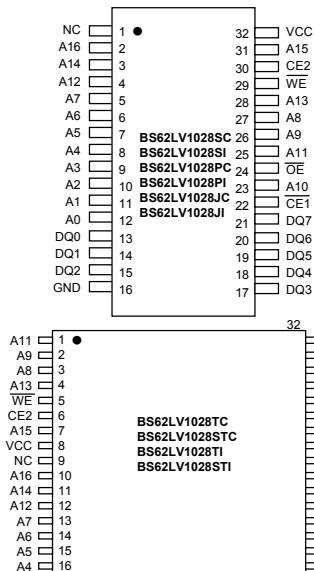 NC 1 32 VCC
A16 2 31 A15
A14 3 30 CE2
A12 4 29 WE
A7 5 28 A13
A6 6 27 A8
A5 7 BS62LV1028SC 26 A9
A4 8 BS62LV1028SI 25 A11
A3 9 BS62LV1028PC 24 OE
A2 10 BS62LV1028PI 23 A10
A1 11 BS62LV1028JC 22 CE1
A0 12 BS62LV1028JI 21 DQ7
DQ0 13 20 DQ6
DQ1 14 19 DQ5
DQ2 15 18 DQ4
GND 16 17 DQ3
32
A11 1
A9 2
A8 3
A13 4
WE 5
CE2 6
A15 7 BS62LV1028TC
VCC 8 BS62LV1028STC
NC 9 BS62LV1028TI
A16 10 BS62LV1028STI
A14 11
A12 12
A7 13
A6 14
A5 15
A4 16